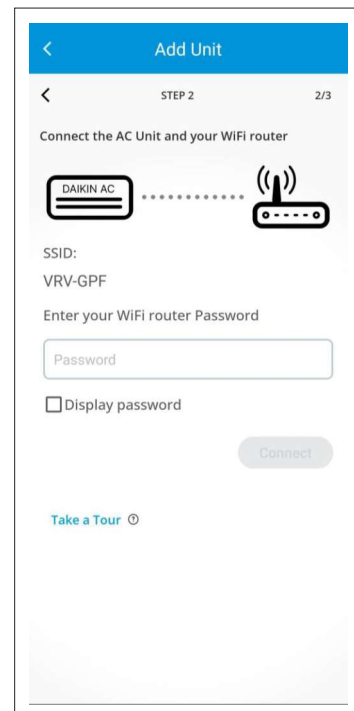 Add Unit
STEP 2 2/3
Connect the AC Unit and your WiFi router
DAIKIN AC
SSID:
VRV-GPF
Enter your WiFi router Password
Password
Display password
Connect
Take a Tour